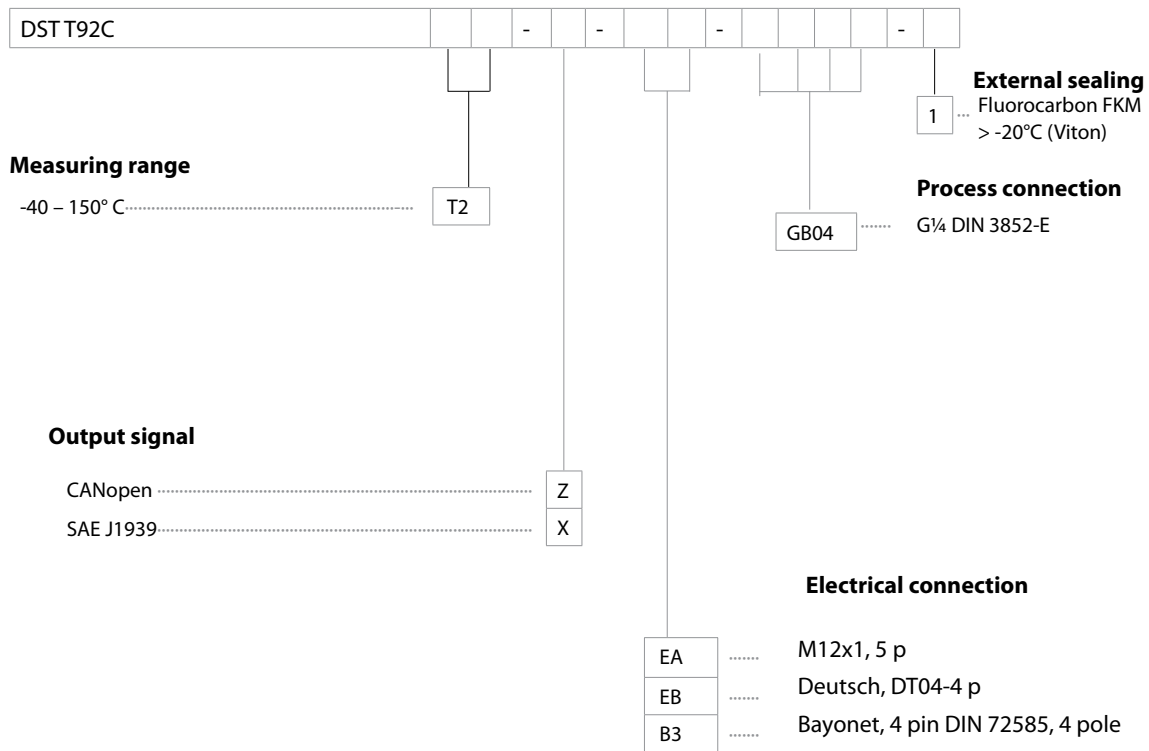 DST T92C - - - -
External sealing
1 Fluorocarbon FKM
> -20°C (Viton)
Measuring range
-40 – 150° C T2
Process connection
GB04 G¼ DIN 3852-E
Output signal
CANopen Z
SAE J1939 X
Electrical connection
EA M12x1, 5 p
EB Deutsch, DT04-4 p
B3 Bayonet, 4 pin DIN 72585, 4 pole